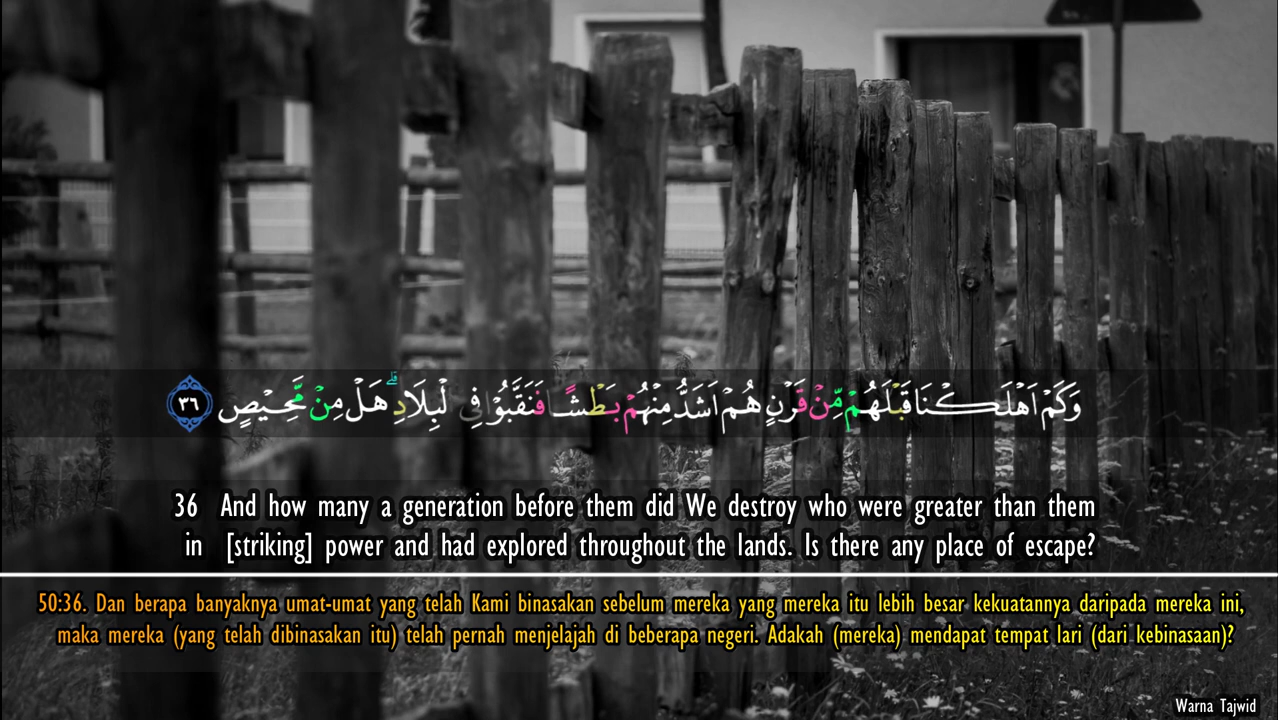 وَكَمْ اَهْلَكْنَا قَبْلَهُمْ مِّنْ قَرْنٍ هُمْ اَشَدُّ مِنْهُمْ بَطْشًا فَنَقَّبُوْا فِى لْبِلَادِۗ هَلْ مِنْ مَّحِيْصٍ ٣٦
36 And how many a generation before them did We destroy who were greater than them
in [striking] power and had explored throughout the lands. Is there any place of escape?
50:36. Dan berapa banyaknya umat-umat yang telah Kami binasakan sebelum mereka yang mereka itu lebih besar kekuatannya daripada mereka ini,
maka mereka (yang telah dibinasakan itu) telah pernah menjelajah di beberapa negeri. Adakah (mereka) mendapat tempat lari (dari kebinasaan)?
Warna Tajwid